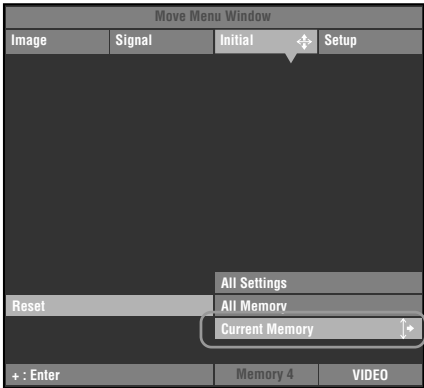 Move Menu Window
Image Signal Initial Setup
All Settings
Reset All Memory
Current Memory
+ : Enter Memory 4 VIDEO